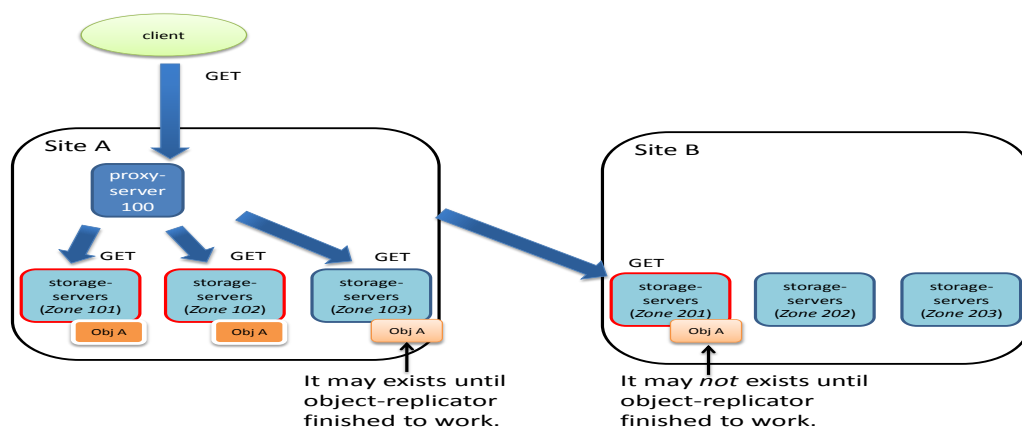 client
GET
Site A
proxy-
server
100
GET
GET
GET
storage-
servers
(Zone 101)
Obj A
storage-
servers
(Zone 102)
Obj A
storage-
servers
(Zone 103)
Obj A
It may exists until
object-replicator
finished to work.
Site B
GET
storage-
servers
(Zone 201)
Obj A
storage-
servers
(Zone 202)
storage-
servers
(Zone 203)
It may not exists until
object-replicator
finished to work.